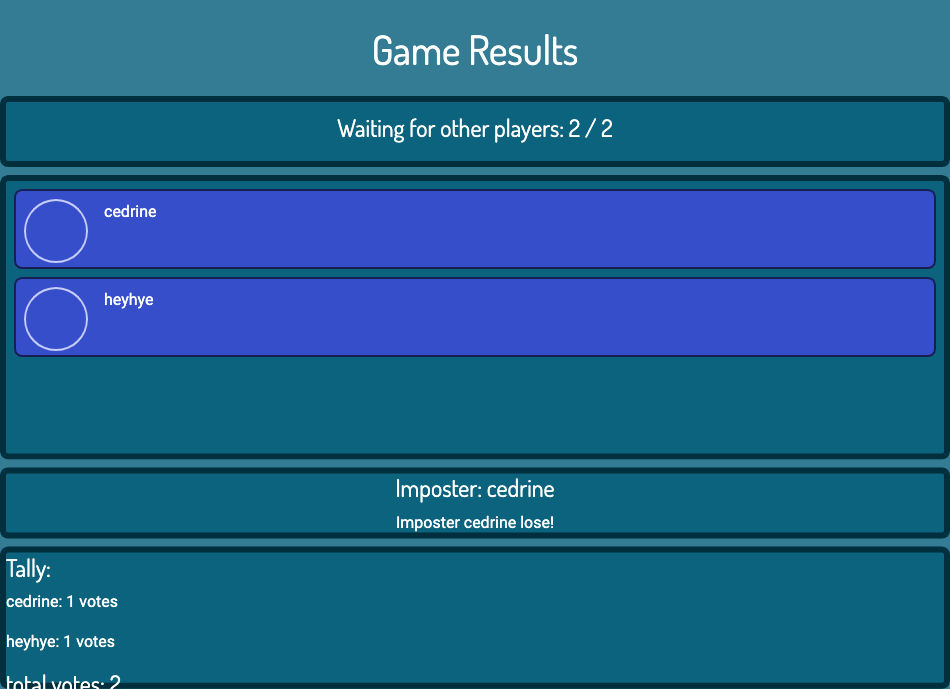 Game Results
Waiting for other players: 2 / 2
cedrine
heyhye
Imposter: cedrine
Imposter cedrine lose!
Tally:
cedrine: 1 votes
heyhye: 1 votes
total votes: 2